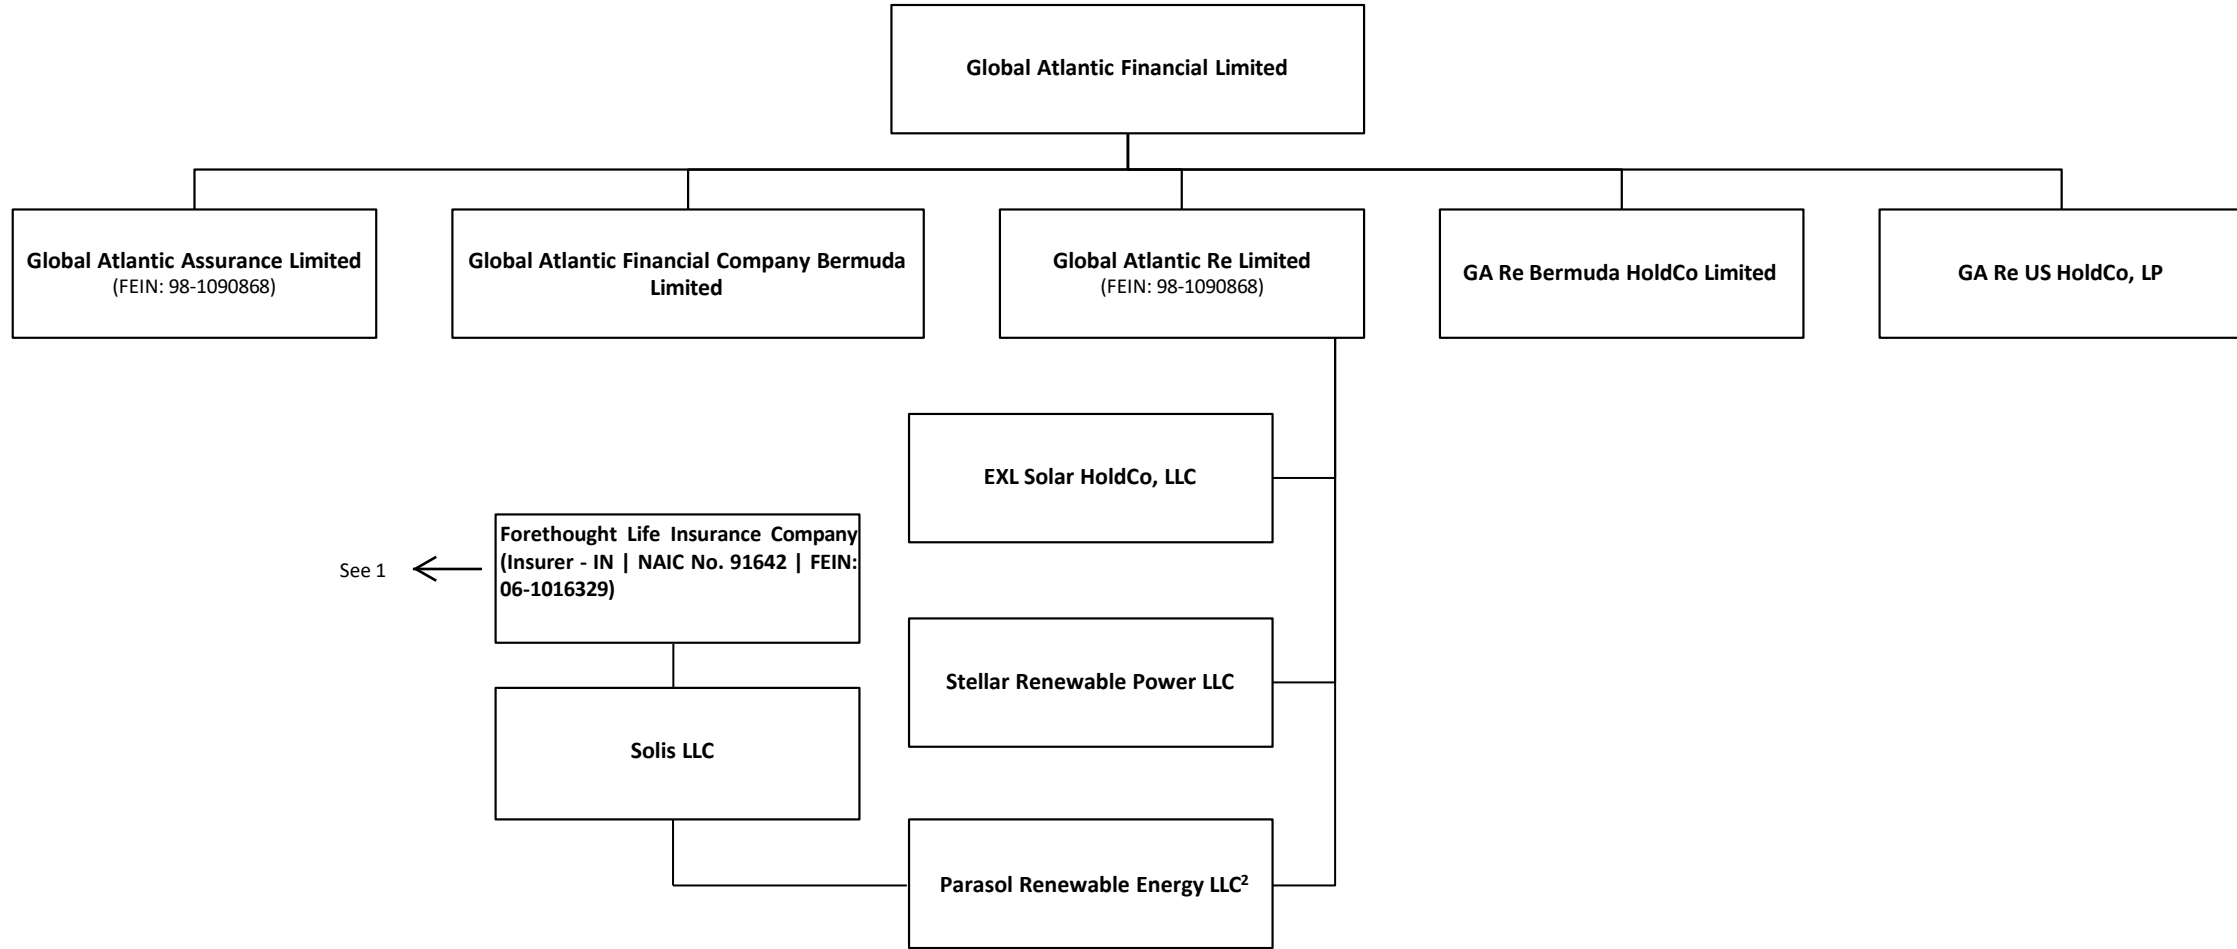 Global Atlantic Financial Limited
Global Atlantic Assurance Limited
(FEIN: 98-1090868)
Global Atlantic Financial Company Bermuda
Limited
Global Atlantic Re Limited
(FEIN: 98-1090868)
GA Re Bermuda HoldCo Limited
GA Re US HoldCo, LP
EXL Solar HoldCo, LLC
See 1
Forethought Life Insurance Company
(Insurer - IN | NAIC No. 91642 | FEIN:
06-1016329)
Stellar Renewable Power LLC
Solis LLC
Parasol Renewable Energy LLC²